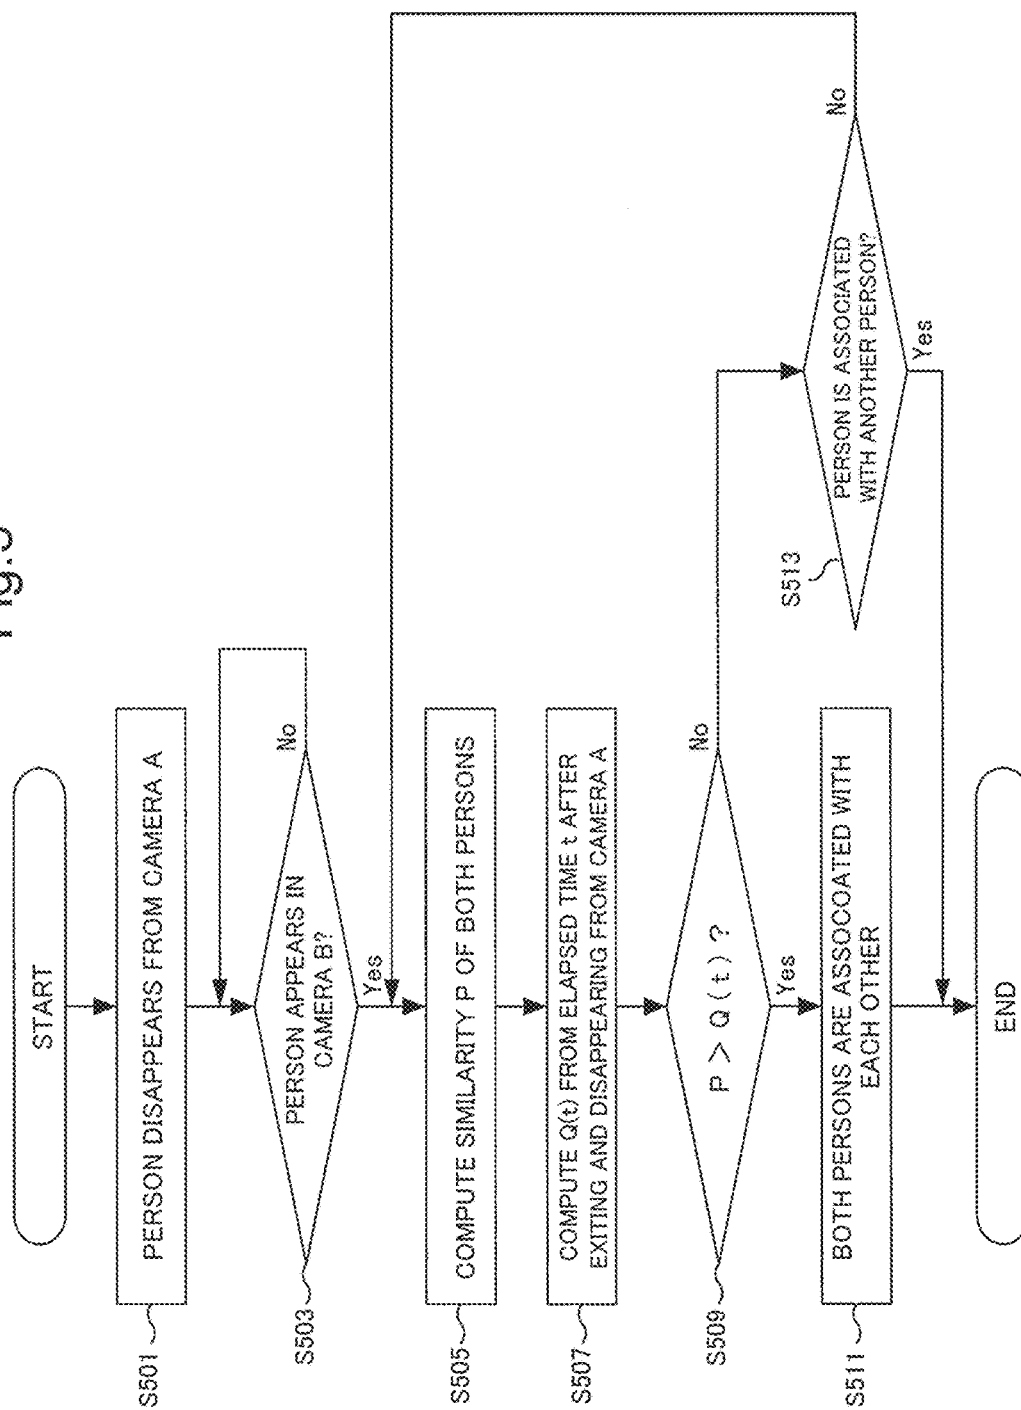 Fig.5
START
S501
PERSON DISAPPEARS FROM CAMERA A
S503
PERSON APPEARS IN
CAMERA B?
No
Yes
S505
COMPUTE SIMILARITY P OF BOTH PERSONS
S507
COMPUTE Q(t) FROM ELAPSED TIME t AFTER
EXITING AND DISAPPEARING FROM CAMERA A
S509
P > Q(t) ?
No
Yes
S513
PERSON IS ASSOCIATED
WITH ANOTHER PERSON?
No
Yes
S511
BOTH PERSONS ARE ASSOCOATED WITH
EACH OTHER
END